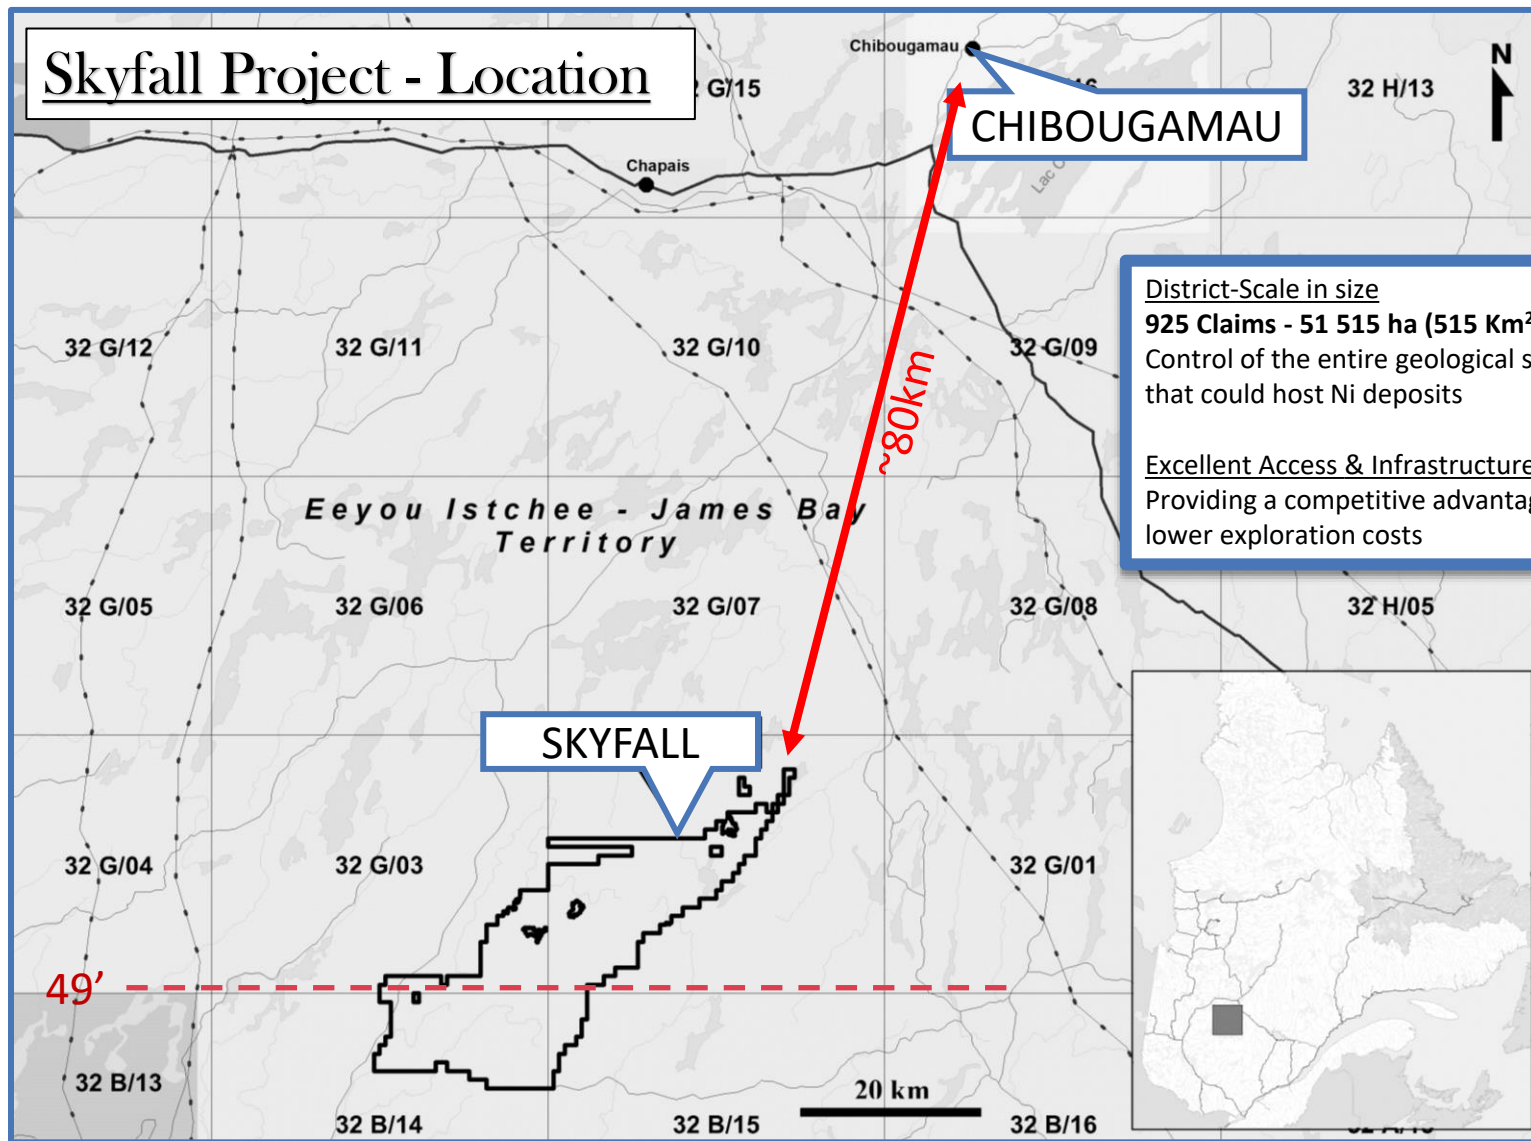 Skyfall Project - Location
Chibougamau
N
G/15
32 H/13
CHIBOUGAMAU
Chapais
Lac
District-Scale in size
925 Claims - 51 515 ha (515 Km²
Control of the entire geological
that could host Ni deposits
32 G/12
32 G/11
32 G/10
32 G/09
~80km
Excellent Access & Infrastructure
Providing a competitive
lower exploration costs
Eeyou Istchee - James Bay
Territory
32 G/05
32 G/06
32 G/07
32 G/08
32 H/05
SKYFALL
32 G/04
32 G/03
32 G/01
49'
32 B/13
20 km
32 B/14
32 B/15
32 B/16